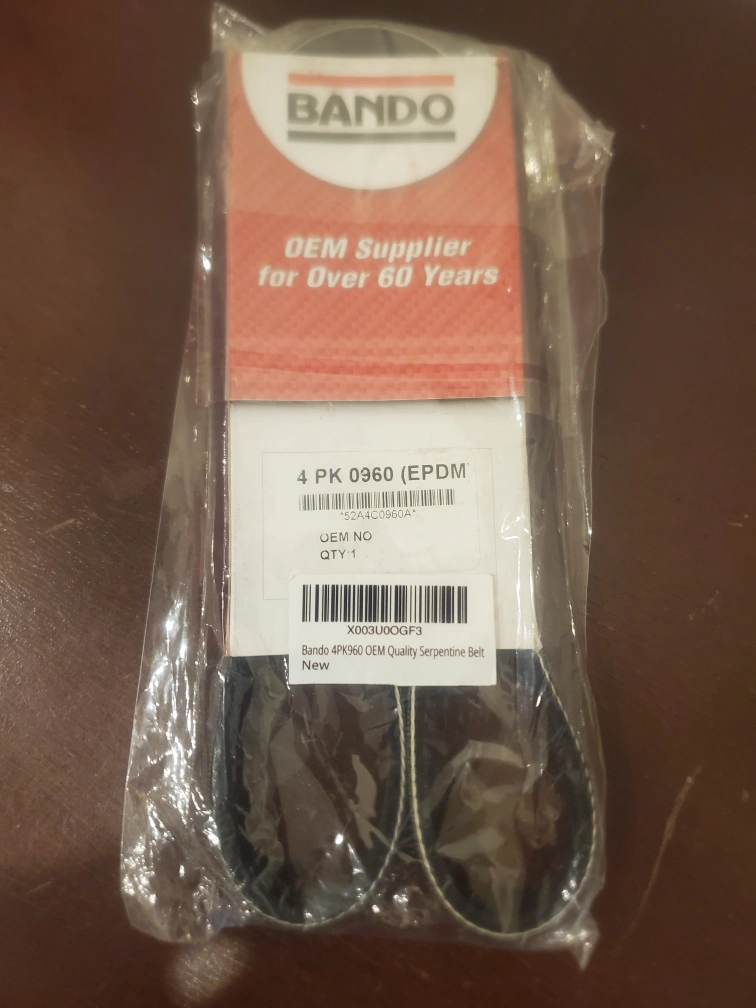 BANDO
OEM Supplier
for Over 60 Years
4 PK 0960 (EPDM
*52A4C0960A*
OEM NO
QTY:1
X003U0OGF3
Bando 4PK960 OEM Quality Serpentine Belt
New